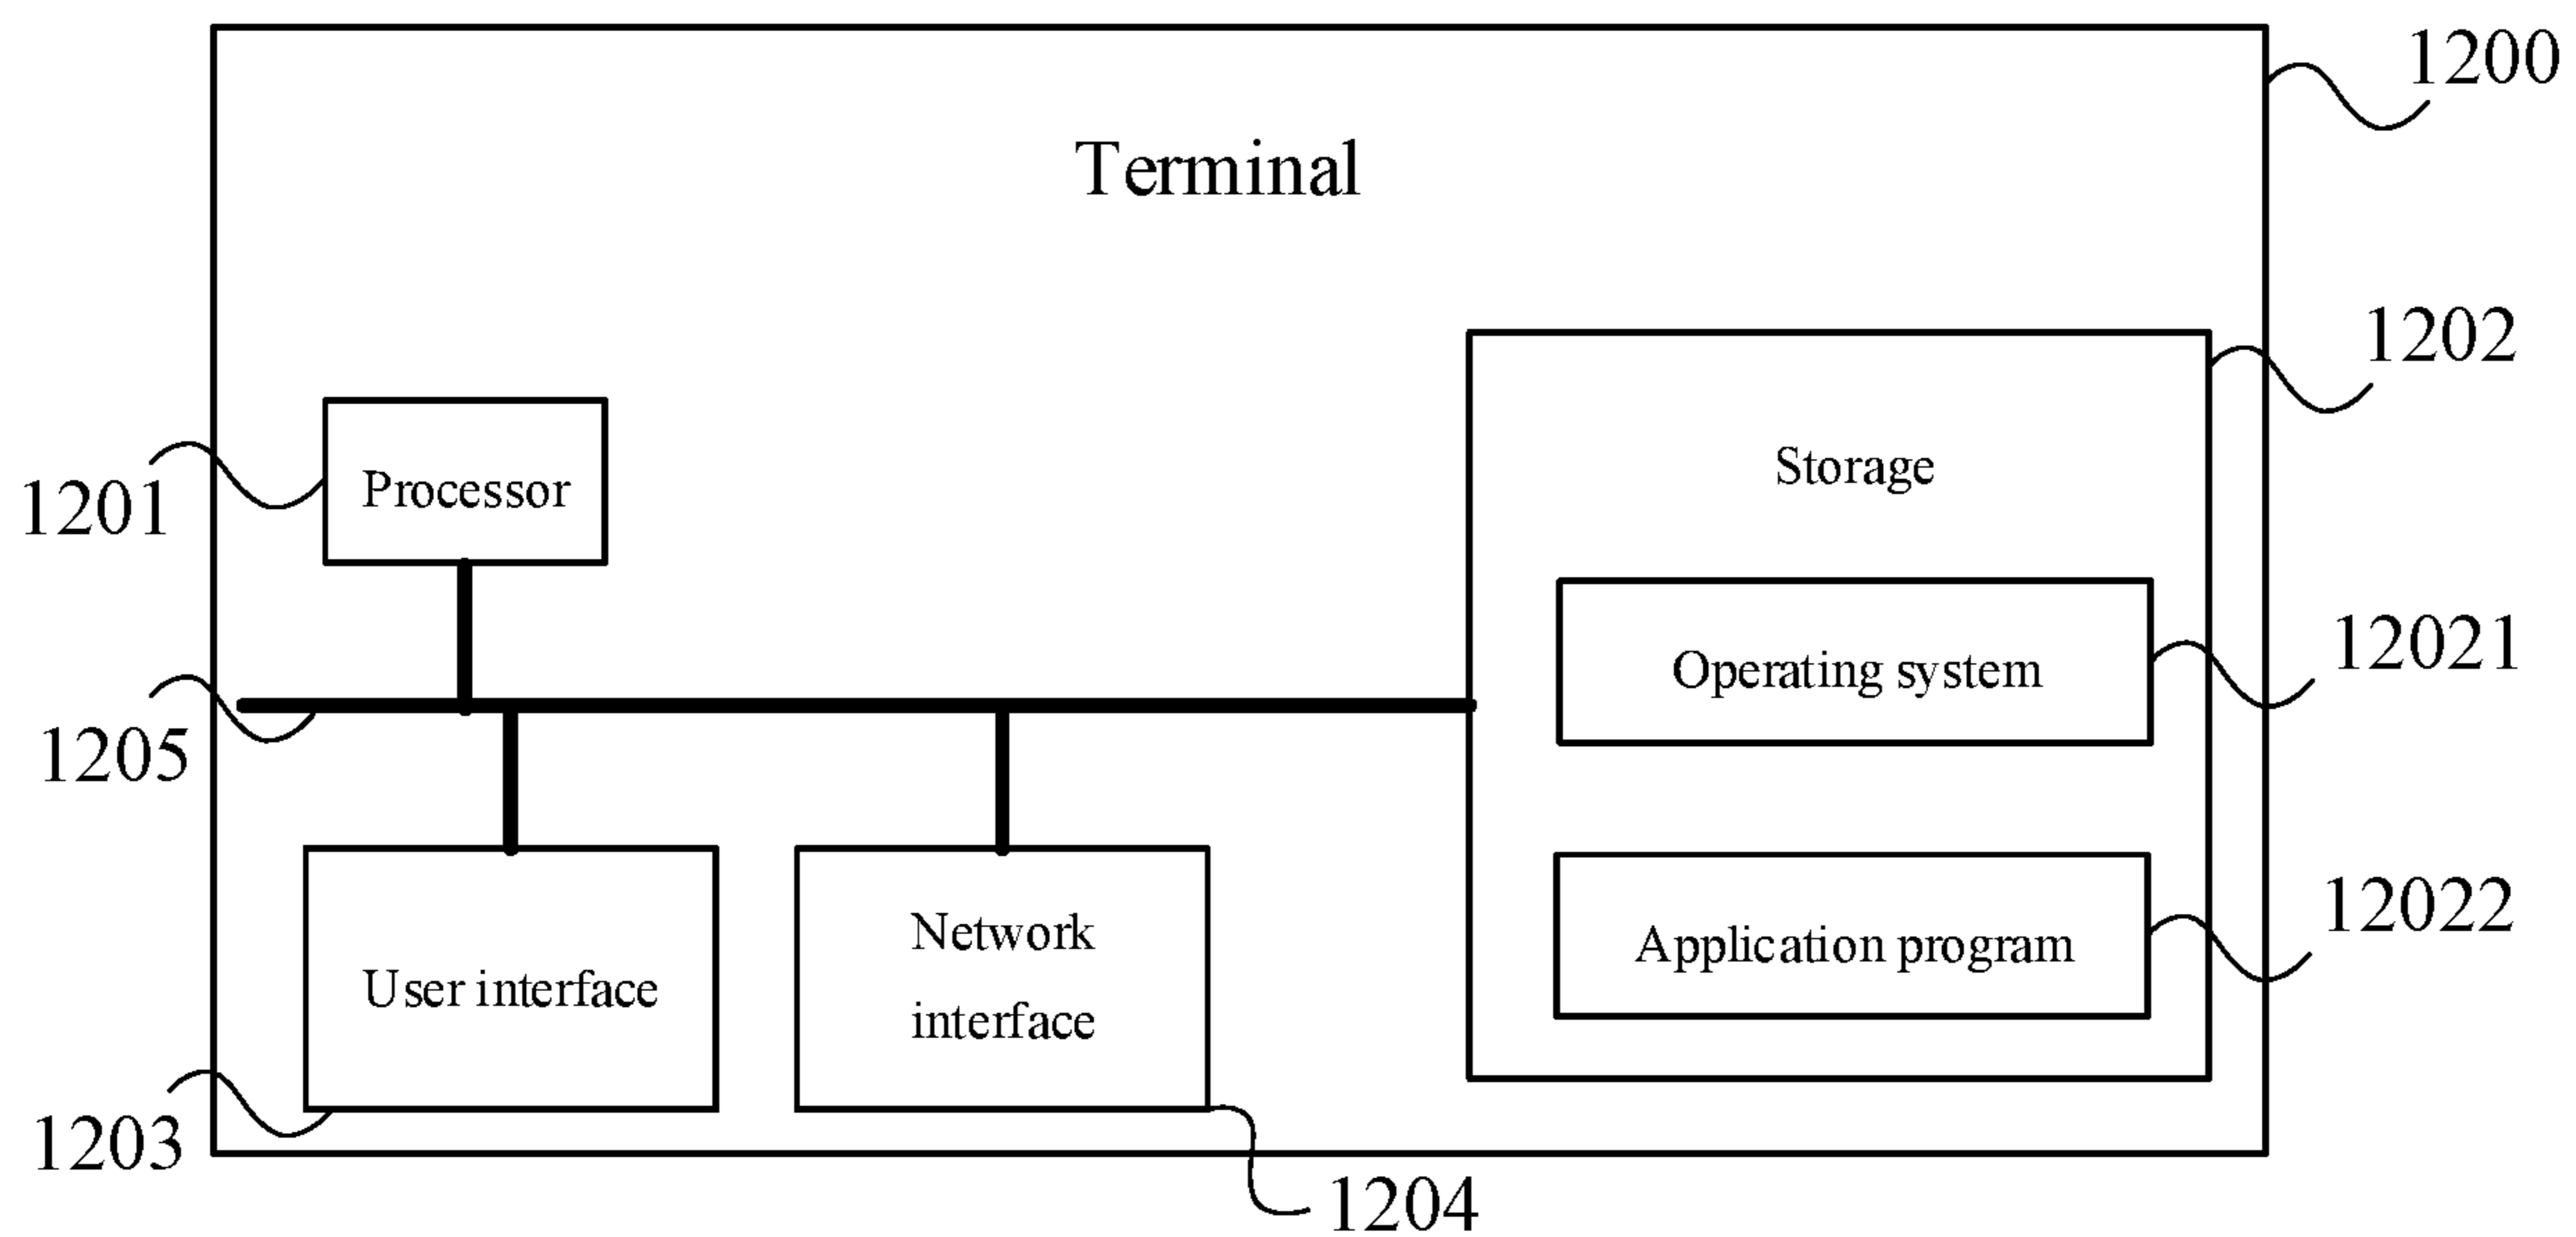 1200
Terminal
1202
Storage
Processor
1201
12021
Operating system
1205
12022
Application program
Network
interface
User interface
1203
1204